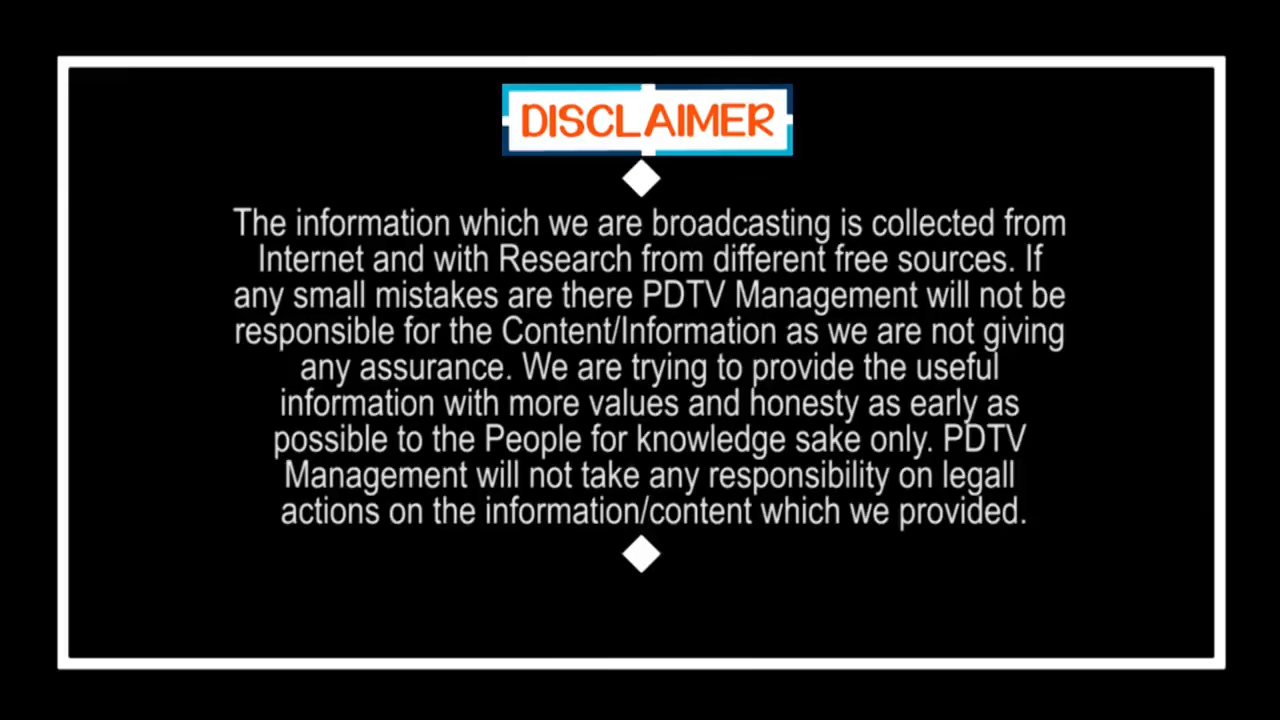 DISCLAIMER
The information which we are broadcasting is collected from
Internet and with Research from different free sources. If
any small mistakes are there PDTV Management will not be
responsible for the Content/Information as we are not giving
any assurance. We are trying to provide the useful
information with more values and honesty as early as
possible to the People for knowledge sake only. PDTV
Management will not take any responsibility on legall
actions on the information/content which we provided.